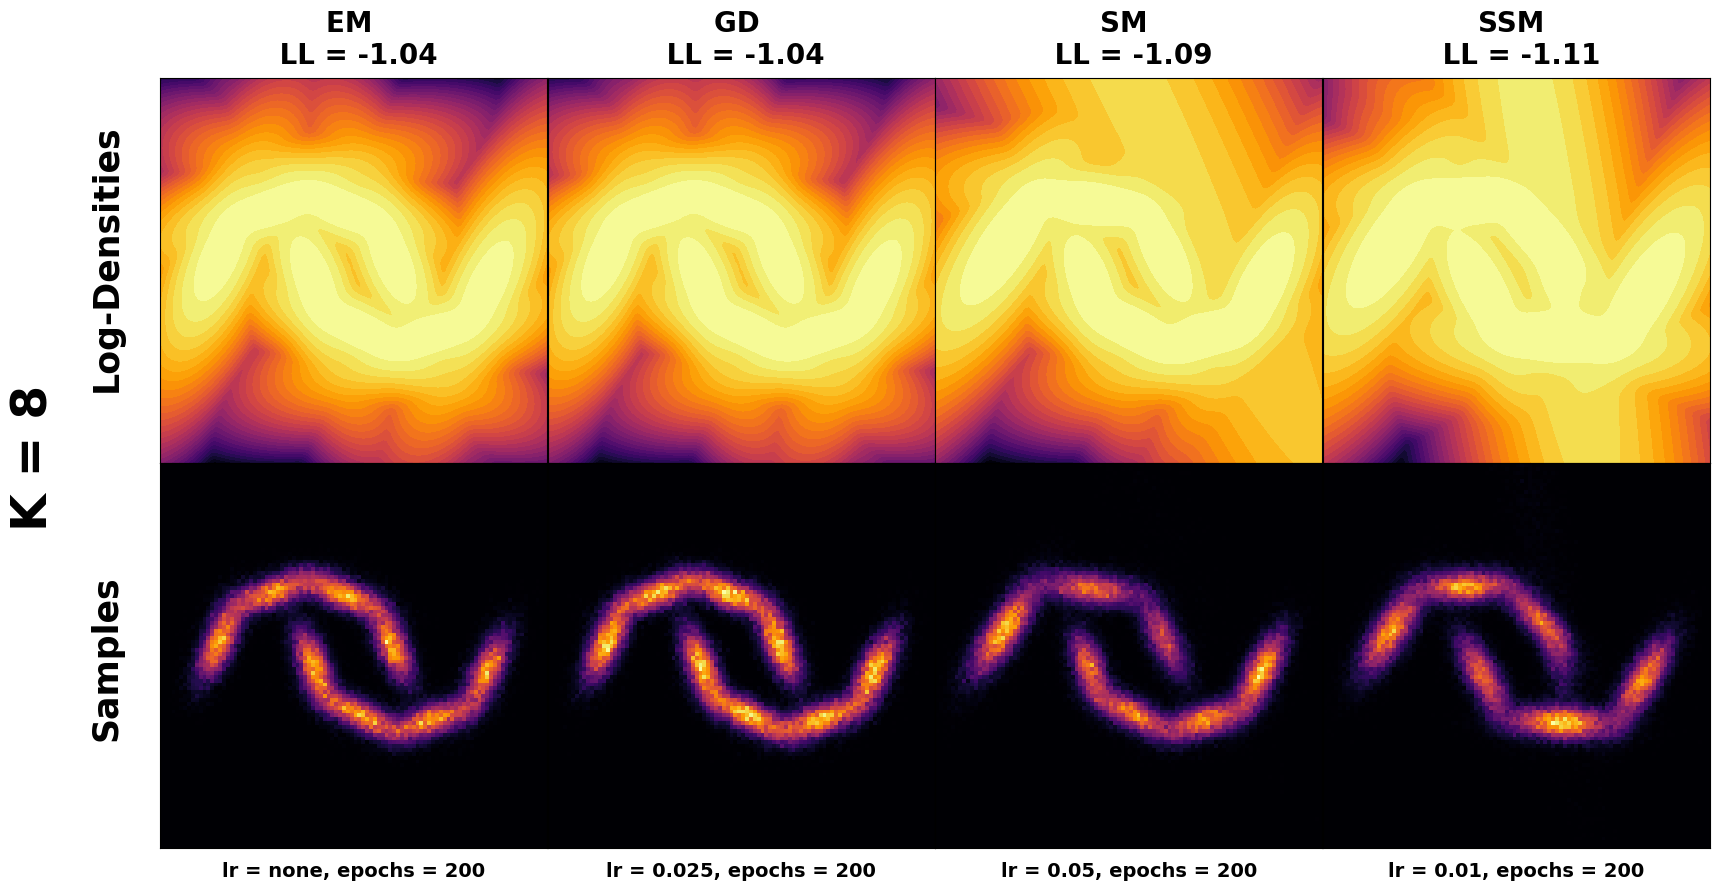 EM
LL = -1.04
GD
LL = -1.04
SM
LL = -1.09
SSM
LL = -1.11
K = 8
Log-Densities
Samples
lr = none, epochs = 200
lr = 0.025, epochs = 200
lr = 0.05, epochs = 200
lr = 0.01, epochs = 200